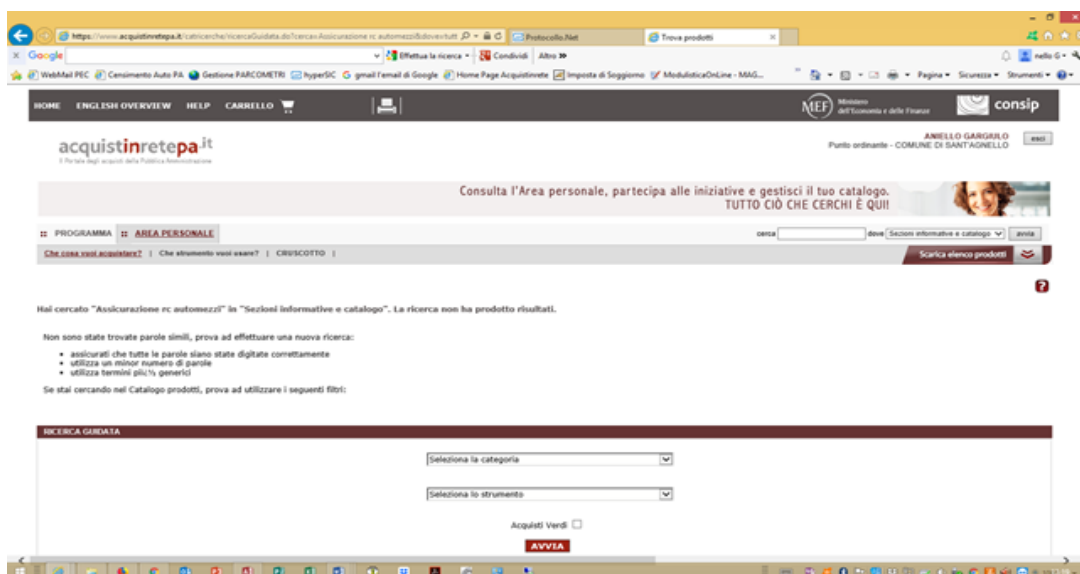 https://www.acquistinretepa.it/catricerche/ricercaGuidata.do?cerca=Assicurazione rc automezzi&dove=tutt
Protocollo.Net
Trova prodotti
Google
Effettua la ricerca
Condividi
Altro »
nello G
WebMail PEC
Censimento Auto PA
Gestione PARCOMETRI
hyperSIC
gmail l'email di Google
Home Page Acquistinrete
Imposta di Soggiorno
ModulisticaOnLine - MAG...
Pagina
Sicurezza
Strumenti
HOME ENGLISH OVERVIEW HELP CARRELLO
MEF Ministero dell'Economia e delle Finanze
consip
acquistinretepa.it
Il Portale degli acquisti della Pubblica Amministrazione
ANIELLO GARGIULO
Punto ordinante - COMUNE DI SANT'AGNELLO
esci
Consulta l'Area personale, partecipa alle iniziative e gestisci il tuo catalogo.
TUTTO CIÒ CHE CERCHI È QUI!
PROGRAMMA AREA PERSONALE
cerca dove Sezioni informative e catalogo avvia
Che cosa vuoi acquistare? | Che strumento vuoi usare? | CRUSCOTTO |
Scarica elenco prodotti
?
Hai cercato "Assicurazione rc automezzi" in "Sezioni informative e catalogo". La ricerca non ha prodotto risultati.
Non sono state trovate parole simili, prova ad effettuare una nuova ricerca:
• assicurati che tutte le parole siano state digitate correttamente
• utilizza un minor numero di parole
• utilizza termini piï¿½ generici
Se stai cercando nel Catalogo prodotti, prova ad utilizzare i seguenti filtri:
RICERCA GUIDATA
Seleziona la categoria
Seleziona lo strumento
Acquisti Verdi
AVVIA